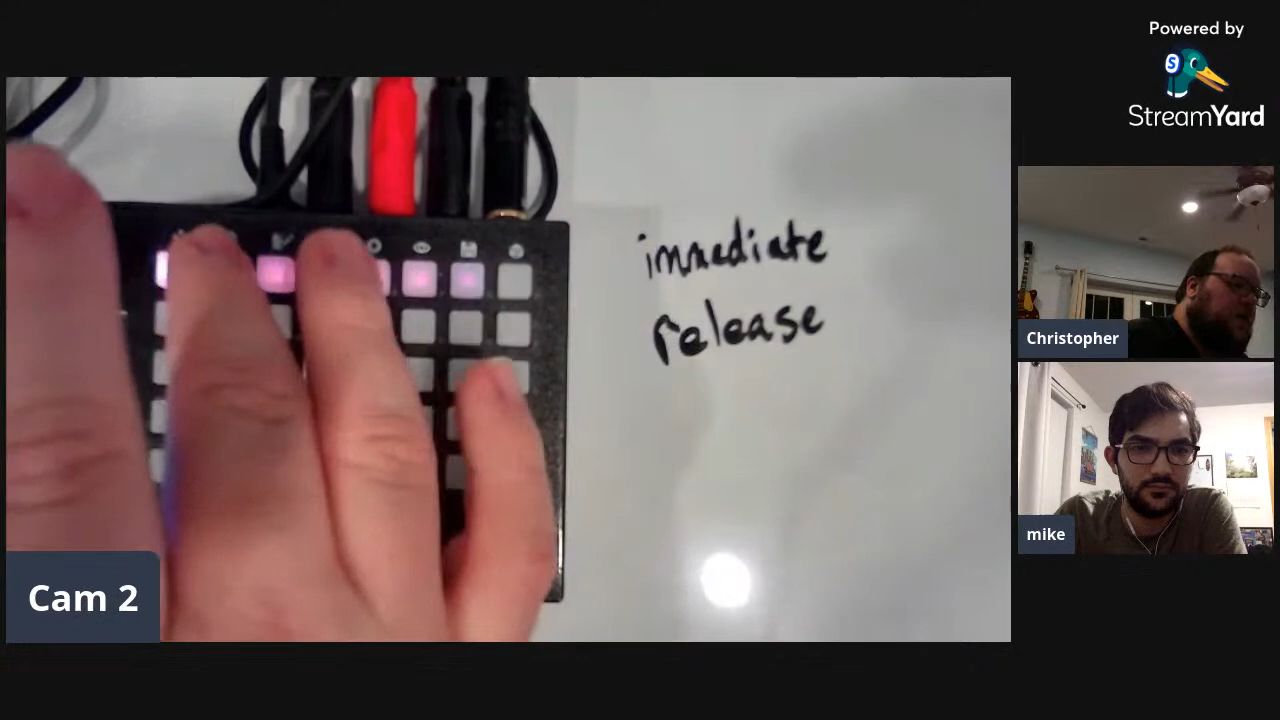 Powered by
StreamYard
immediate
release
Christopher
mike
Cam 2